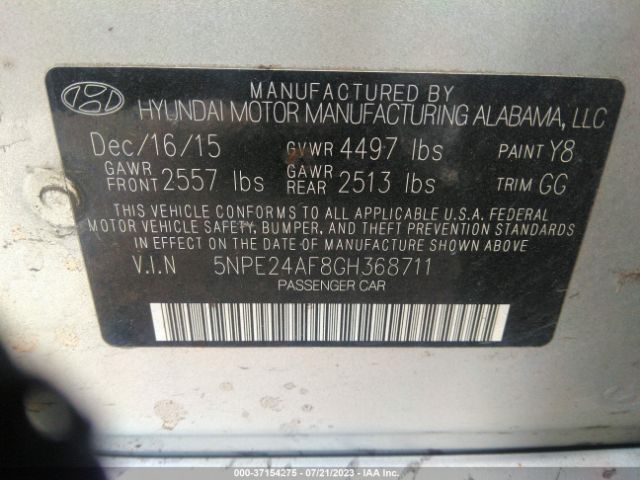 MANUFACTURED BY
HYUNDAI MOTOR MANUFACTURING ALABAMA, LLC
Dec/16/15 GVWR 4497 lbs PAINT Y8
GAWR FRONT 2557 lbs GAWR REAR 2513 lbs TRIM GG
THIS VEHICLE CONFORMS TO ALL APPLICABLE U.S.A. FEDERAL
MOTOR VEHICLE SAFETY, BUMPER, AND THEFT PREVENTION STANDARDS
IN EFFECT ON THE DATE OF MANUFACTURE SHOWN ABOVE
V.I.N 5NPE24AF8GH368711
PASSENGER CAR
000-37154275 - 07/21/2023 - IAA Inc.